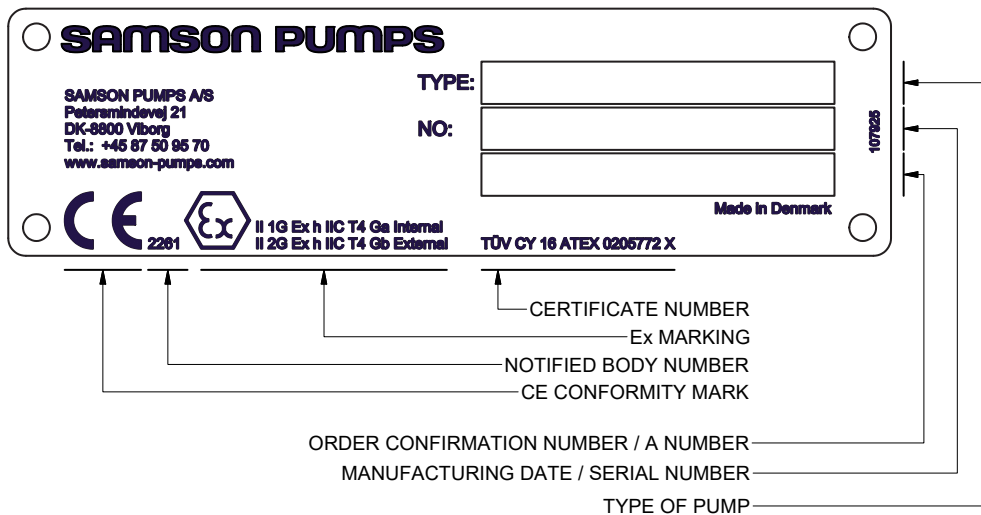 SAMSON PUMPS
SAMSON PUMPS A/S
Petersmindevej 21
DK-8800 Viborg
Tel.: +45 87 50 95 70
www.samson-pumps.com
TYPE:
NO:
107925
Made in Denmark
CE 2261
Ex
II 1G Ex h IIC T4 Ga Internal
II 2G Ex h IIC T4 Gb External
TÜV CY 16 ATEX 0205772 X
CERTIFICATE NUMBER
Ex MARKING
NOTIFIED BODY NUMBER
CE CONFORMITY MARK
ORDER CONFIRMATION NUMBER / A NUMBER
MANUFACTURING DATE / SERIAL NUMBER
TYPE OF PUMP